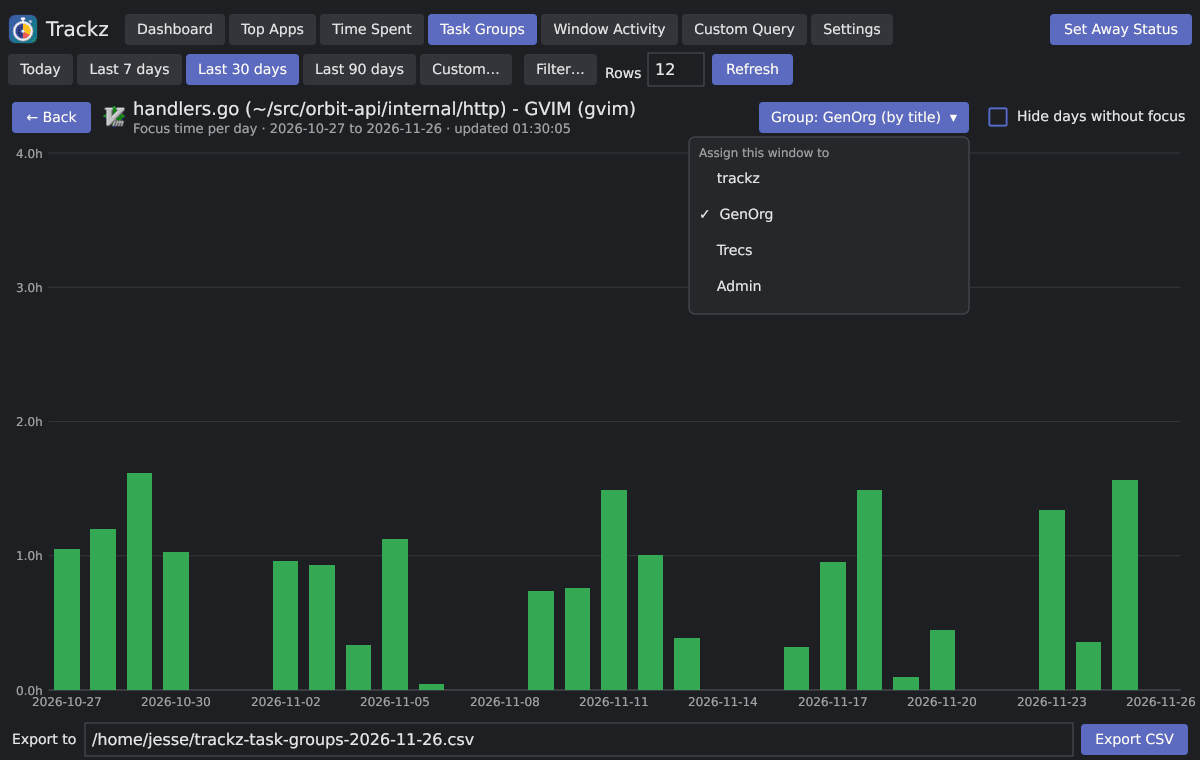 Trackz Dashboard Top Apps Time Spent Task Groups Window Activity Custom Query Settings Set Away Status
Today Last 7 days Last 30 days Last 90 days Custom... Filter... Rows 12 Refresh
← Back handlers.go (~/src/orbit-api/internal/http) - GVIM (gvim) Group: GenOrg (by title) ▾ Hide days without focus
Focus time per day · 2026-10-27 to 2026-11-26 · updated 01:30:05
Assign this window to
trackz
✓ GenOrg
Trecs
Admin
4.0h
3.0h
2.0h
1.0h
0.0h
2026-10-27 2026-10-30 2026-11-02 2026-11-05 2026-11-08 2026-11-11 2026-11-14 2026-11-17 2026-11-20 2026-11-23 2026-11-26
Export to /home/jesse/trackz-task-groups-2026-11-26.csv Export CSV